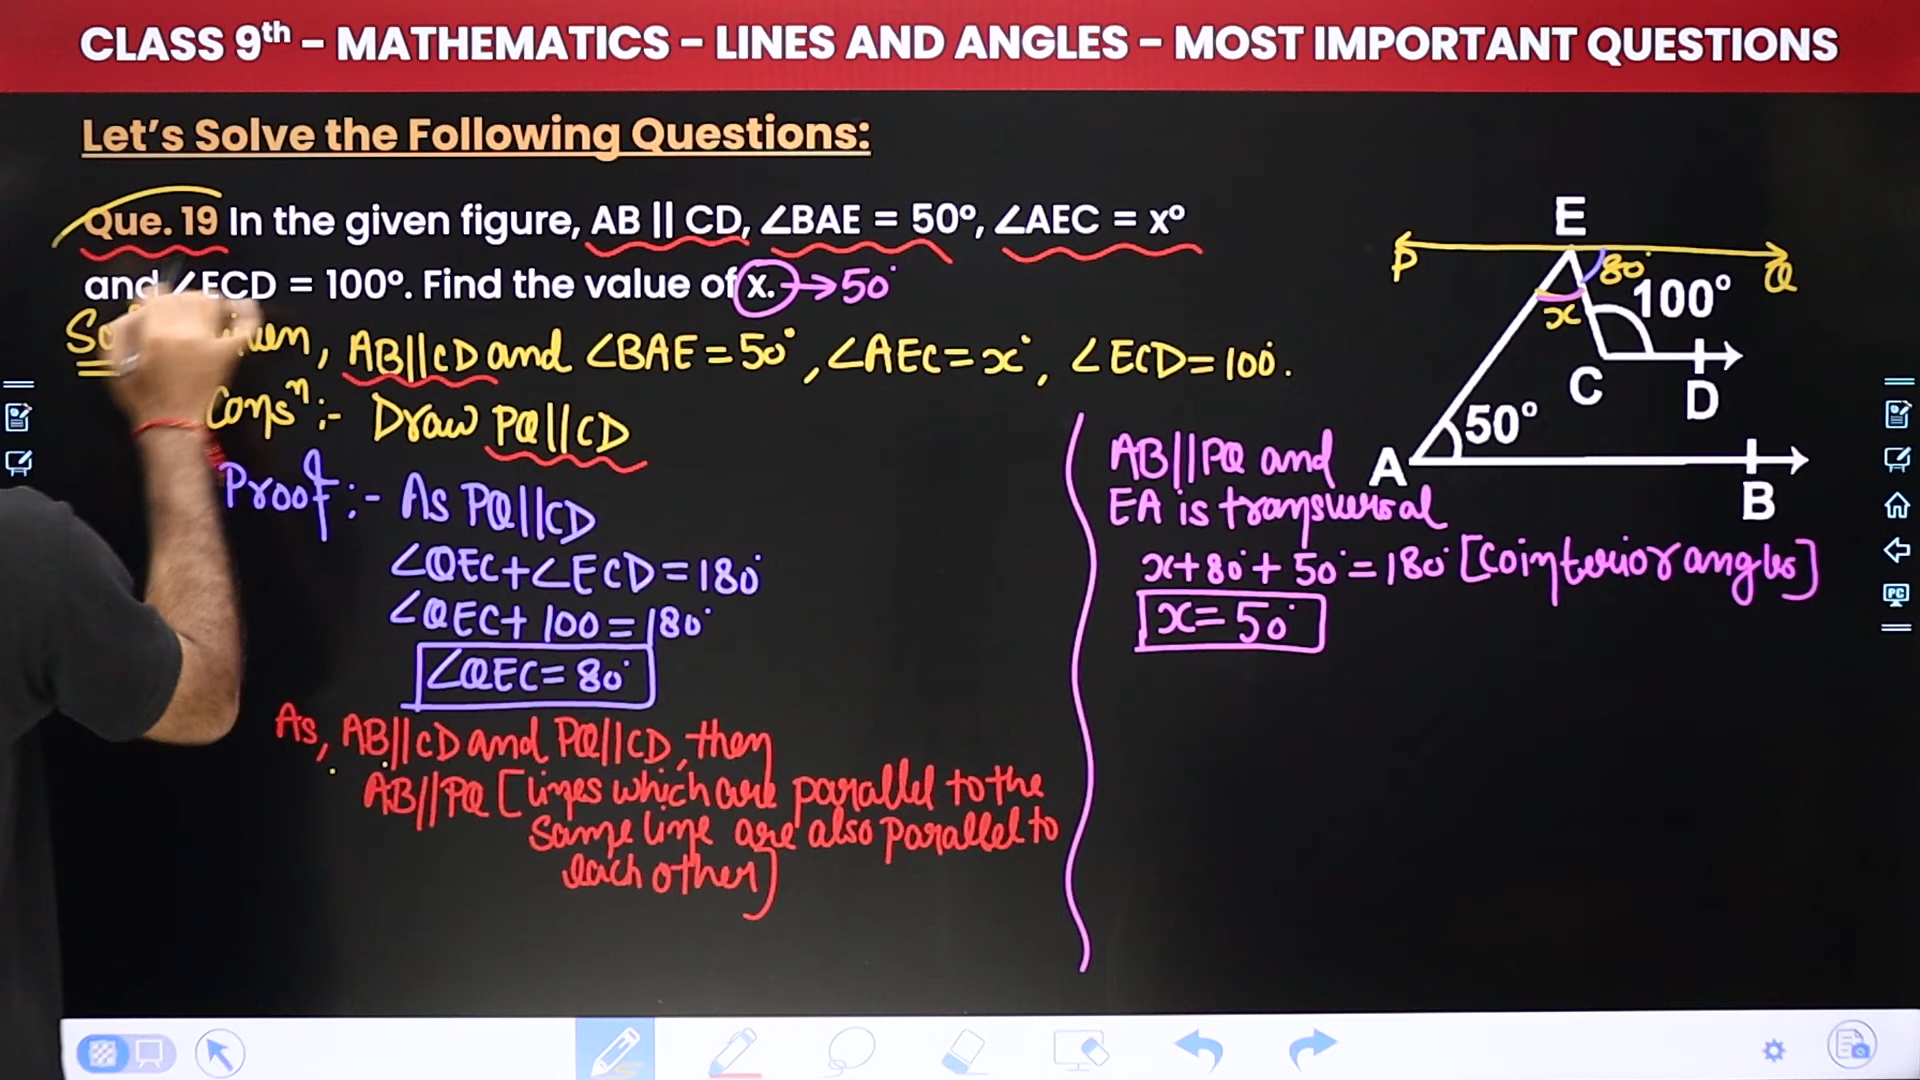 CLASS 9th – MATHEMATICS – LINES AND ANGLES – MOST IMPORTANT QUESTIONS
Let's Solve the Following Questions:
Que. 19 In the given figure, AB || CD, ∠BAE = 50°, ∠AEC = x°
and ∠ECD = 100°. Find the value of x. → 50°
, AB||CD and ∠BAE = 50°, ∠AEC = x°, ∠ECD = 100°.
Consⁿ :- Draw PQ||CD
Proof :- As PQ||CD
∠QEC + ∠ECD = 180°
∠QEC + 100 = 180°
∠QEC = 80°
As, AB||CD and PQ||CD, then
AB||PQ [lines which are parallel to the
same line are also parallel to
each other]
AB||PQ and
EA is transversal
x + 80° + 50° = 180° [cointerior angles]
x = 50°
E
P
80°
Q
x
100°
C
D
50°
A
B
PC